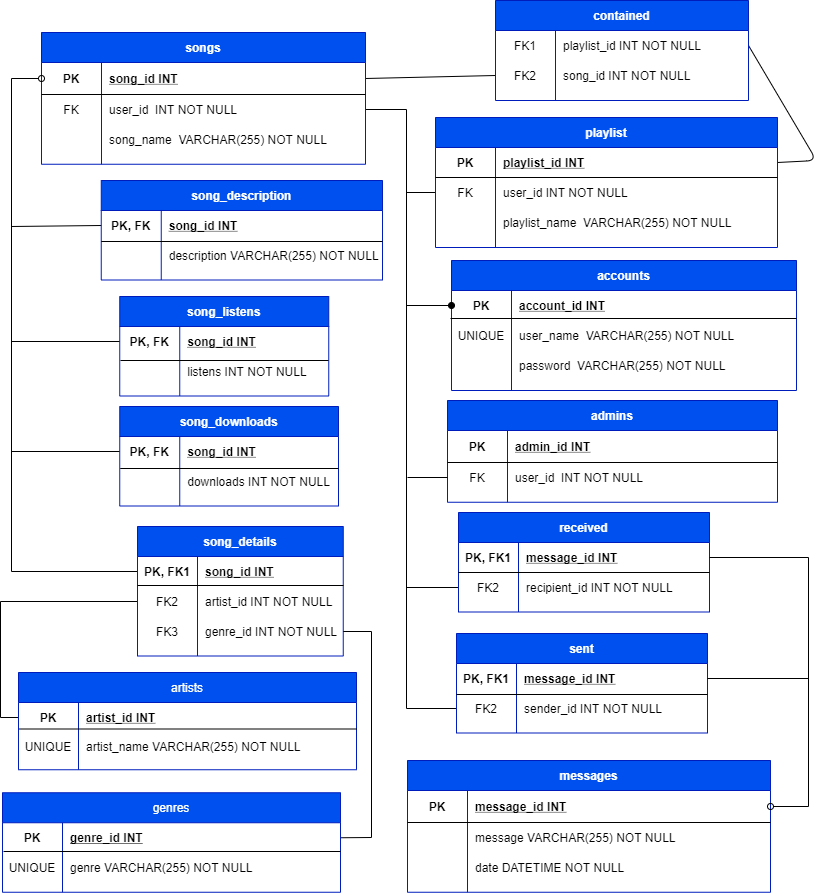 songs
PK song_id INT
FK user_id INT NOT NULL
song_name VARCHAR(255) NOT NULL
song_description
PK, FK song_id INT
description VARCHAR(255) NOT NULL
song_listens
PK, FK song_id INT
listens INT NOT NULL
song_downloads
PK, FK song_id INT
downloads INT NOT NULL
song_details
PK, FK1 song_id INT
FK2 artist_id INT NOT NULL
FK3 genre_id INT NOT NULL
artists
PK artist_id INT
UNIQUE artist_name VARCHAR(255) NOT NULL
genres
PK genre_id INT
UNIQUE genre VARCHAR(255) NOT NULL
contained
FK1 playlist_id INT NOT NULL
FK2 song_id INT NOT NULL
playlist
PK playlist_id INT
FK user_id INT NOT NULL
playlist_name VARCHAR(255) NOT NULL
accounts
PK account_id INT
UNIQUE user_name VARCHAR(255) NOT NULL
password VARCHAR(255) NOT NULL
admins
PK admin_id INT
FK user_id INT NOT NULL
received
PK, FK1 message_id INT
FK2 recipient_id INT NOT NULL
sent
PK, FK1 message_id INT
FK2 sender_id INT NOT NULL
messages
PK message_id INT
message VARCHAR(255) NOT NULL
date DATETIME NOT NULL